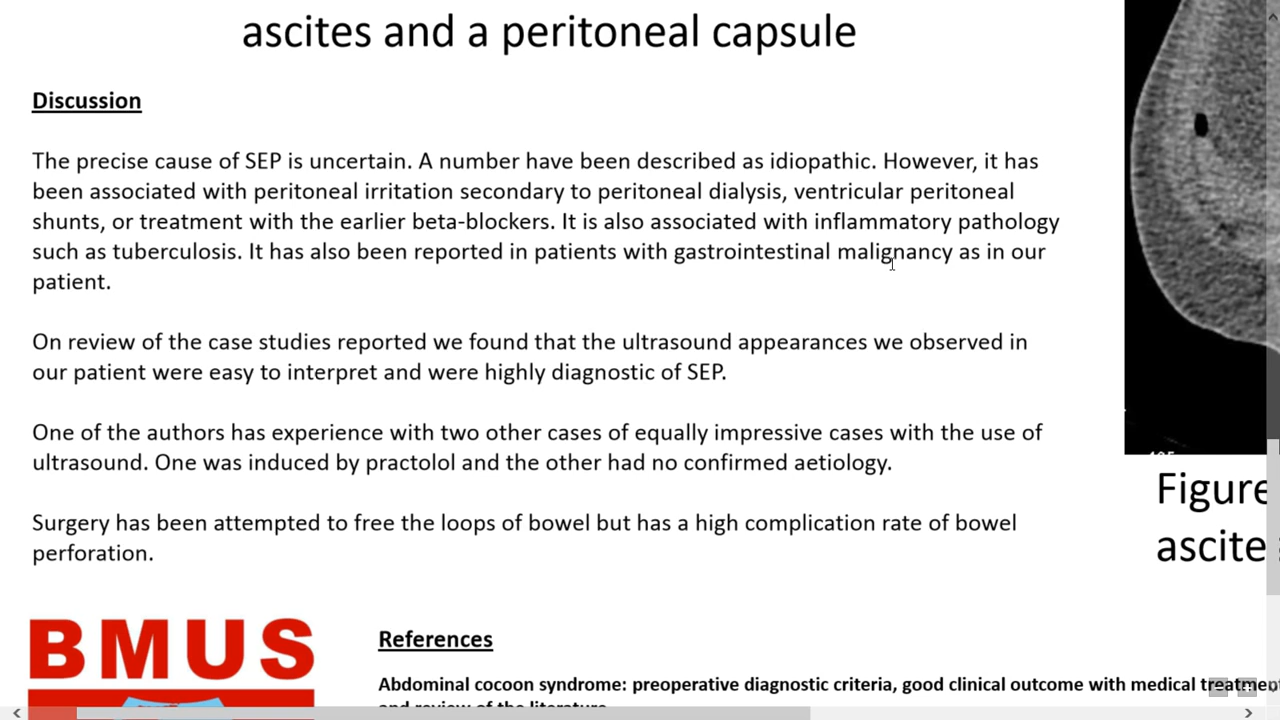 ascites and a peritoneal capsule
Discussion
The precise cause of SEP is uncertain. A number have been described as idiopathic. However, it has
been associated with peritoneal irritation secondary to peritoneal dialysis, ventricular peritoneal
shunts, or treatment with the earlier beta-blockers. It is also associated with inflammatory pathology
such as tuberculosis. It has also been reported in patients with gastrointestinal malignancy as in our
patient.
On review of the case studies reported we found that the ultrasound appearances we observed in
our patient were easy to interpret and were highly diagnostic of SEP.
One of the authors has experience with two other cases of equally impressive cases with the use of
ultrasound. One was induced by practolol and the other had no confirmed aetiology.
Surgery has been attempted to free the loops of bowel but has a high complication rate of bowel
perforation.
Figure
ascite
BMUS
References
Abdominal cocoon syndrome: preoperative diagnostic criteria, good clinical outcome with medical treatment
and review of the literature